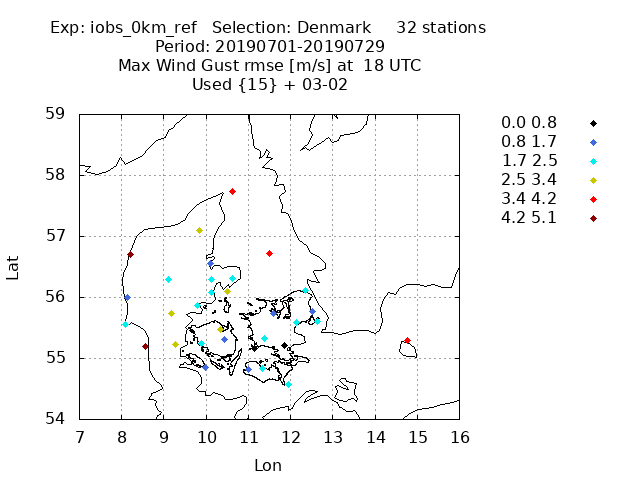 Exp: iobs_0km_ref   Selection: Denmark     32 stations
Period: 20190701-20190729
Max Wind Gust rmse [m/s] at  18 UTC
Used {15} + 03-02
59
58
57
56
55
54
Lat
7 8 9 10 11 12 13 14 15 16
Lon
0.0 0.8
0.8 1.7
1.7 2.5
2.5 3.4
3.4 4.2
4.2 5.1